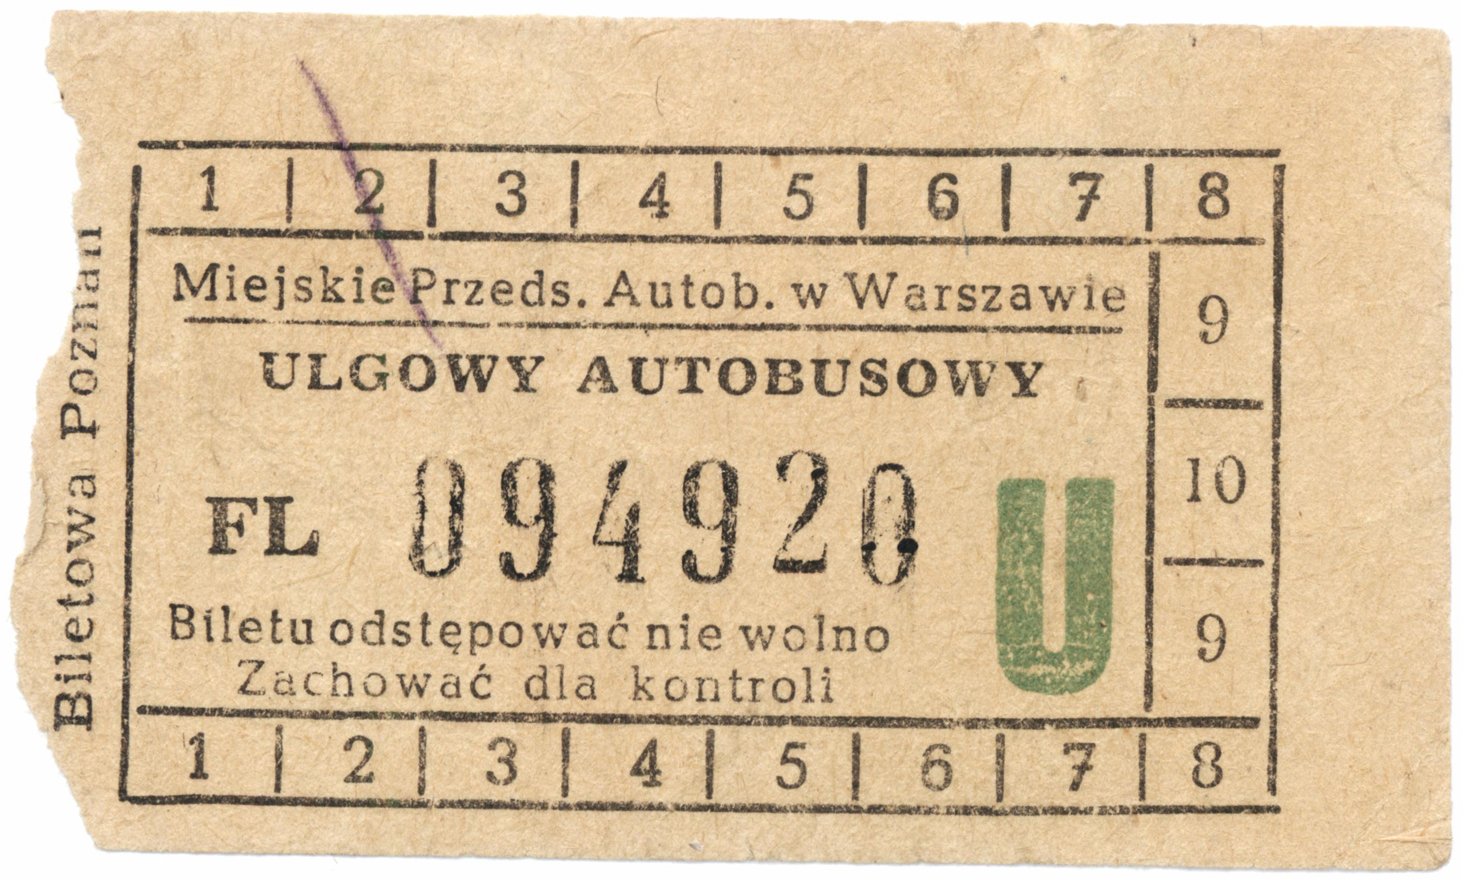 Biletowa Poznań
1 2 3 4 5 6 7 8
Miejskie Przeds. Autob. w Warszawie
9
ULGOWY AUTOBUSOWY
FL 094920
U
10
Biletu odstępować nie wolno
9
Zachować dla kontroli
1 2 3 4 5 6 7 8